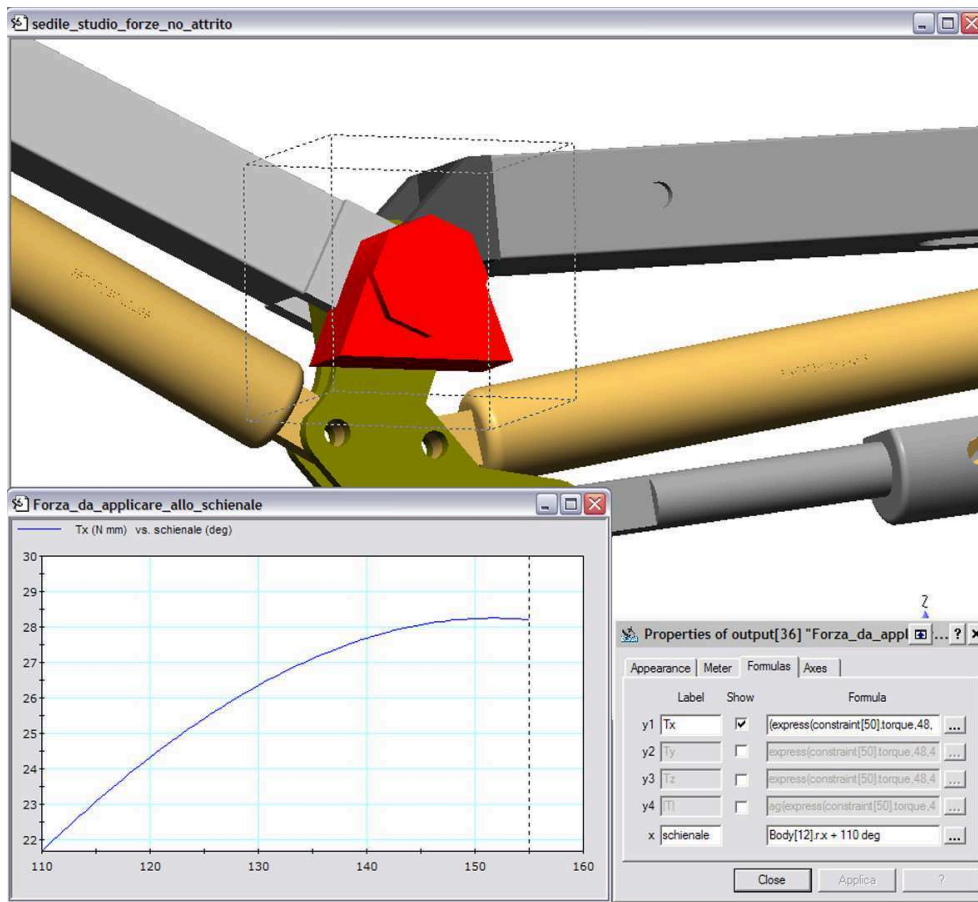 sedile_studio_forze_no_attrito
Forza_da_applicare_allo_schienale
Tx (N mm) vs. schienale (deg)
30
29
28
27
26
25
24
23
22
110 120 130 140 150 160
Z
Properties of output[36] "Forza_da_appl ... ?
Appearance Meter Formulas Axes
Label Show Formula
y1 Tx (express(constraint[50].torque,48, ...
y2 Ty express(constraint[50].torque,48,4 ...
y3 Tz express(constraint[50].torque,48,4 ...
y4 |T| ag(express(constraint[50].torque,4 ...
x schienale Body[12].r.x + 110 deg ...
Close Applica ?